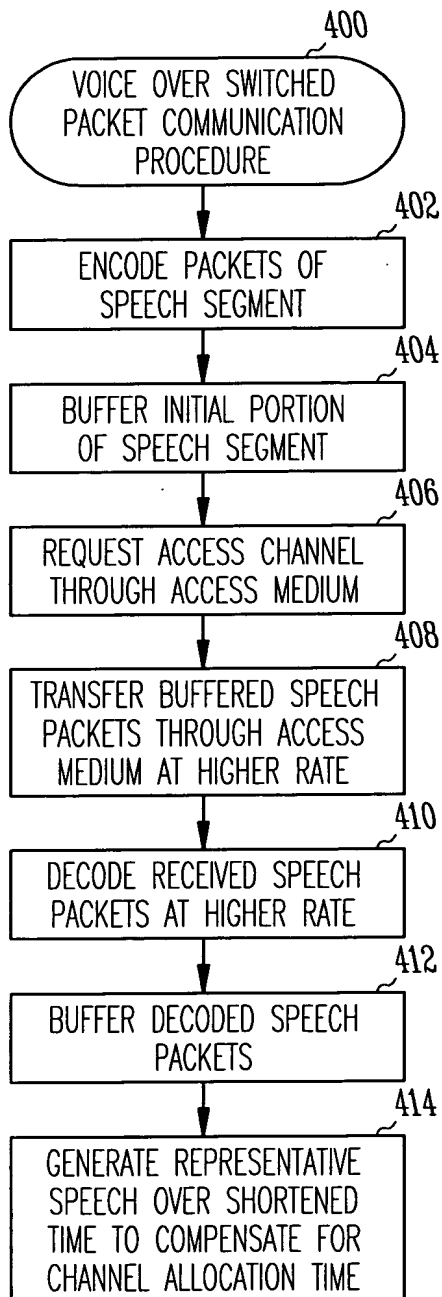 400
VOICE OVER SWITCHED
PACKET COMMUNICATION
PROCEDURE
402
ENCODE PACKETS OF
SPEECH SEGMENT
404
BUFFER INITIAL PORTION
OF SPEECH SEGMENT
406
REQUEST ACCESS CHANNEL
THROUGH ACCESS MEDIUM
408
TRANSFER BUFFERED SPEECH
PACKETS THROUGH ACCESS
MEDIUM AT HIGHER RATE
410
DECODE RECEIVED SPEECH
PACKETS AT HIGHER RATE
412
BUFFER DECODED SPEECH
PACKETS
414
GENERATE REPRESENTATIVE
SPEECH OVER SHORTENED
TIME TO COMPENSATE FOR
CHANNEL ALLOCATION TIME